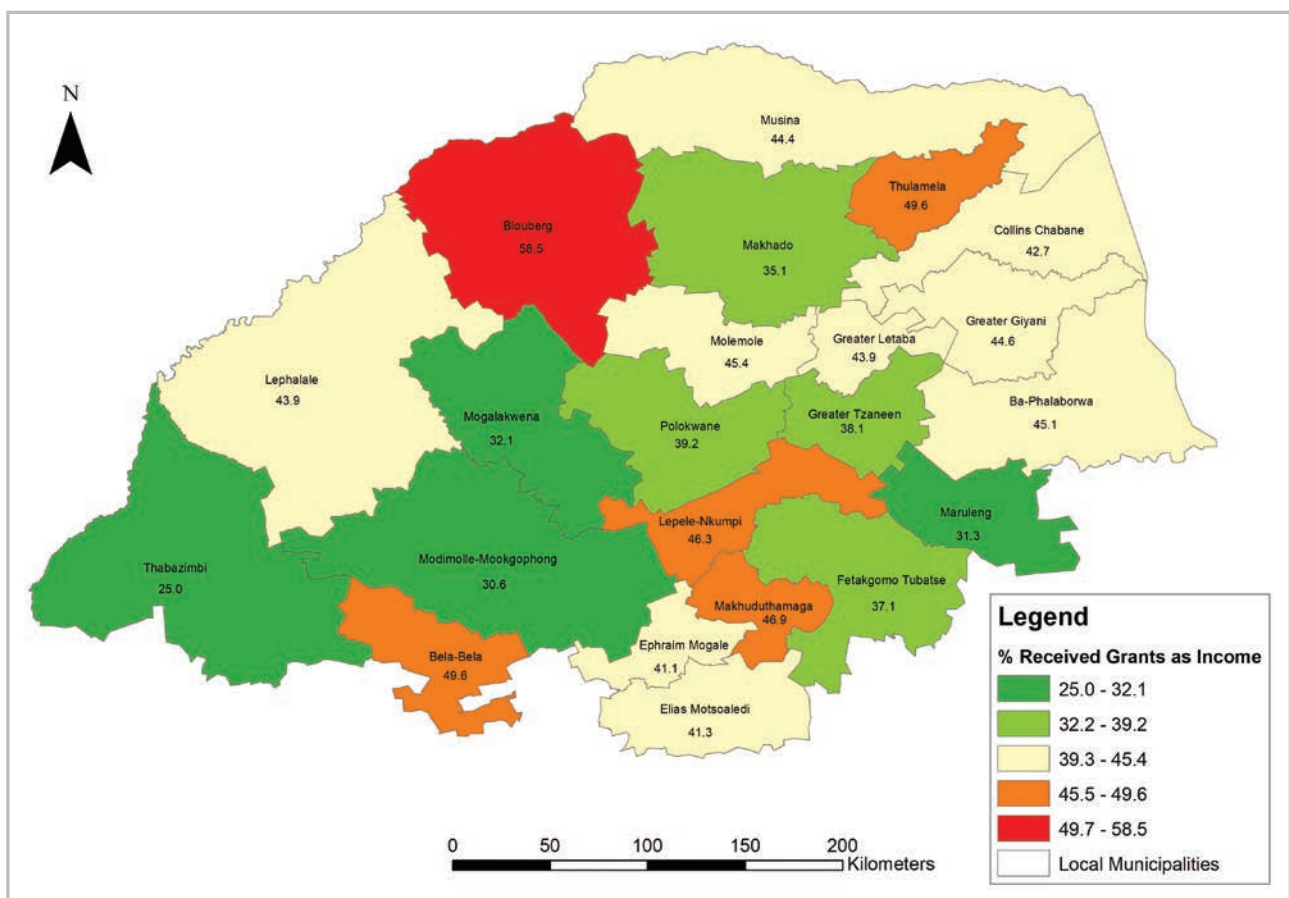 N
Musina
44.4
Thulamela
49.6
Blouberg
58.5
Makhado
35.1
Collins Chabane
42.7
Molemole
45.4
Greater Letaba
43.9
Greater Giyani
44.6
Lephalale
43.9
Mogalakwena
32.1
Polokwane
39.2
Greater Tzaneen
38.1
Ba-Phalaborwa
45.1
Lepele-Nkumpi
46.3
Maruleng
31.3
Thabazimbi
25.0
Modimolle-Mookgophong
30.6
Fetakgomo Tubatse
37.1
Makhuduthamaga
46.9
Ephraim Mogale
41.1
Bela-Bela
49.6
Elias Motsoaledi
41.3
Legend
% Received Grants as Income
25.0 - 32.1
32.2 - 39.2
39.3 - 45.4
45.5 - 49.6
49.7 - 58.5
Local Municipalities
0 50 100 150 200
Kilometers